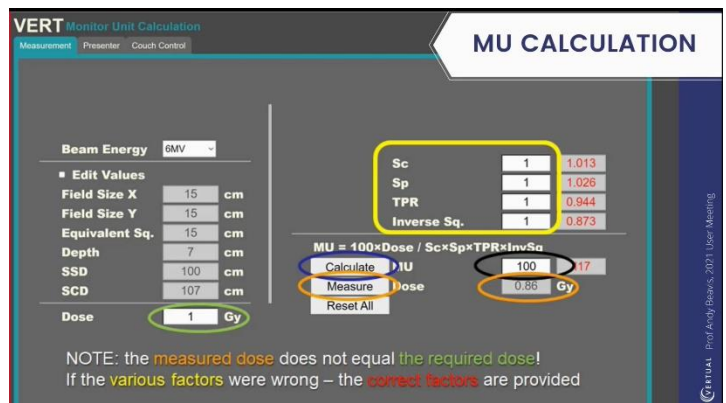 VERT Monitor Unit Calculation
Measurement Presenter Couch Control
MU CALCULATION
Beam Energy 6MV
Edit Values
Field Size X 15 cm
Field Size Y 15 cm
Equivalent Sq. 15 cm
Depth 7 cm
SSD 100 cm
SCD 107 cm
Dose 1 Gy
Sc 1 1.013
Sp 1 1.026
TPR 1 0.944
Inverse Sq. 1 0.873
MU = 100×Dose / Sc×Sp×TPR×InvSq
Calculate MU 100
Measure Dose 0.86 Gy
Reset All
NOTE: the measured dose does not equal the required dose!
If the various factors were wrong – the correct factors are provided
VERTUAL Prof Andy Beavis, 2021 User Meeting